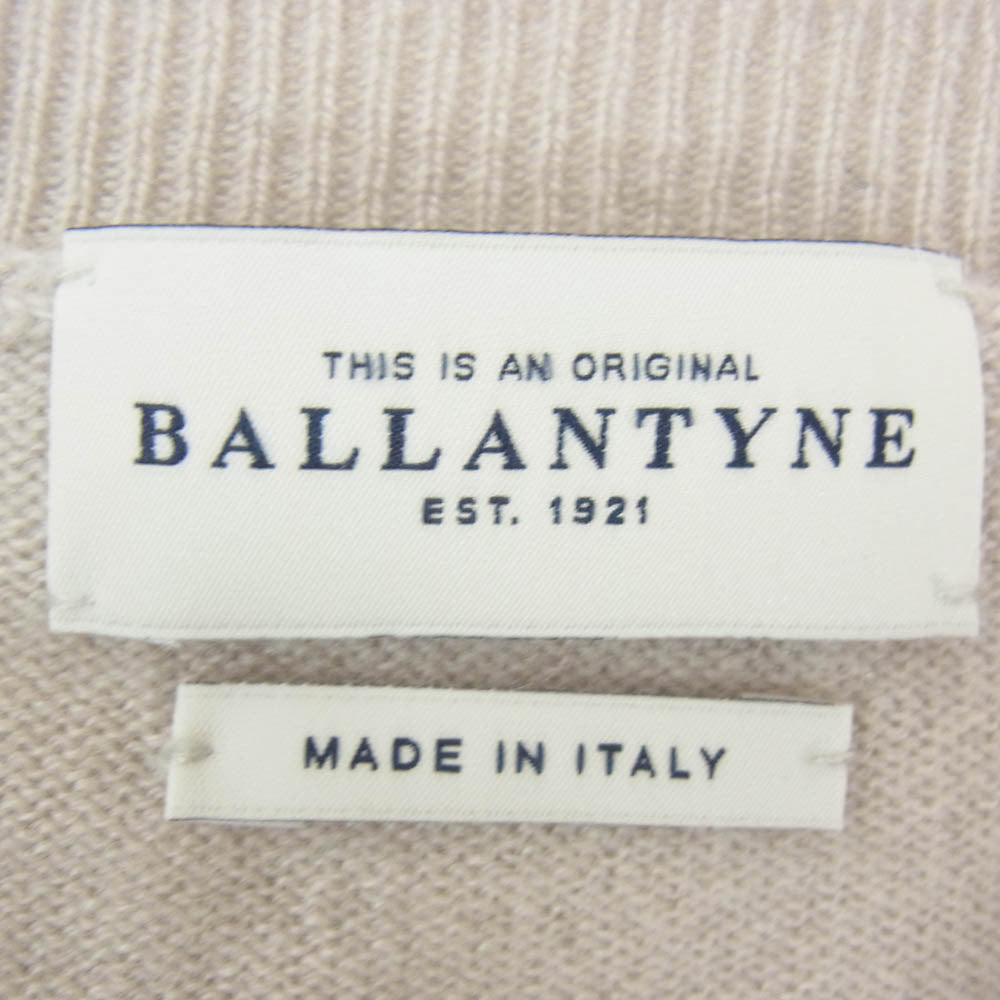 THIS IS AN ORIGINAL
BALLANTYNE
EST. 1921
MADE IN ITALY